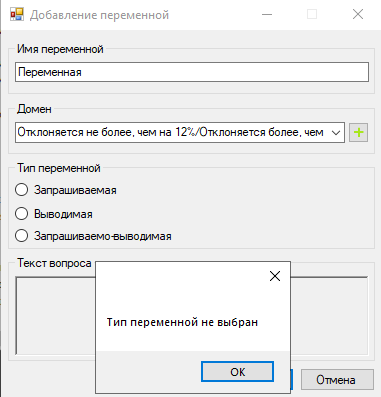 Добавление переменной
Имя переменной
Переменная
Домен
Отклоняется не более, чем на 12%/Отклоняется более, чем
Тип переменной
Запрашиваемая
Выводимая
Запрашиваемо-выводимая
Текст вопроса
Тип переменной не выбран
OK
Отмена